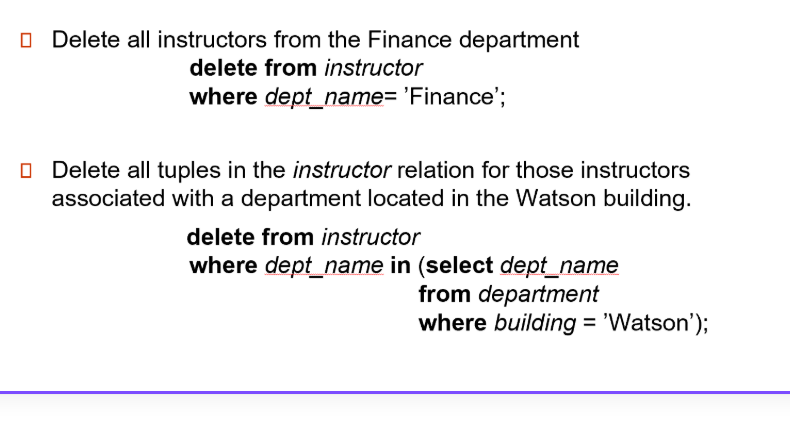 Delete all instructors from the Finance department
delete from instructor
where dept_name= ’Finance’;
Delete all tuples in the instructor relation for those instructors
associated with a department located in the Watson building.
delete from instructor
where dept_name in (select dept_name
from department
where building = ’Watson’);